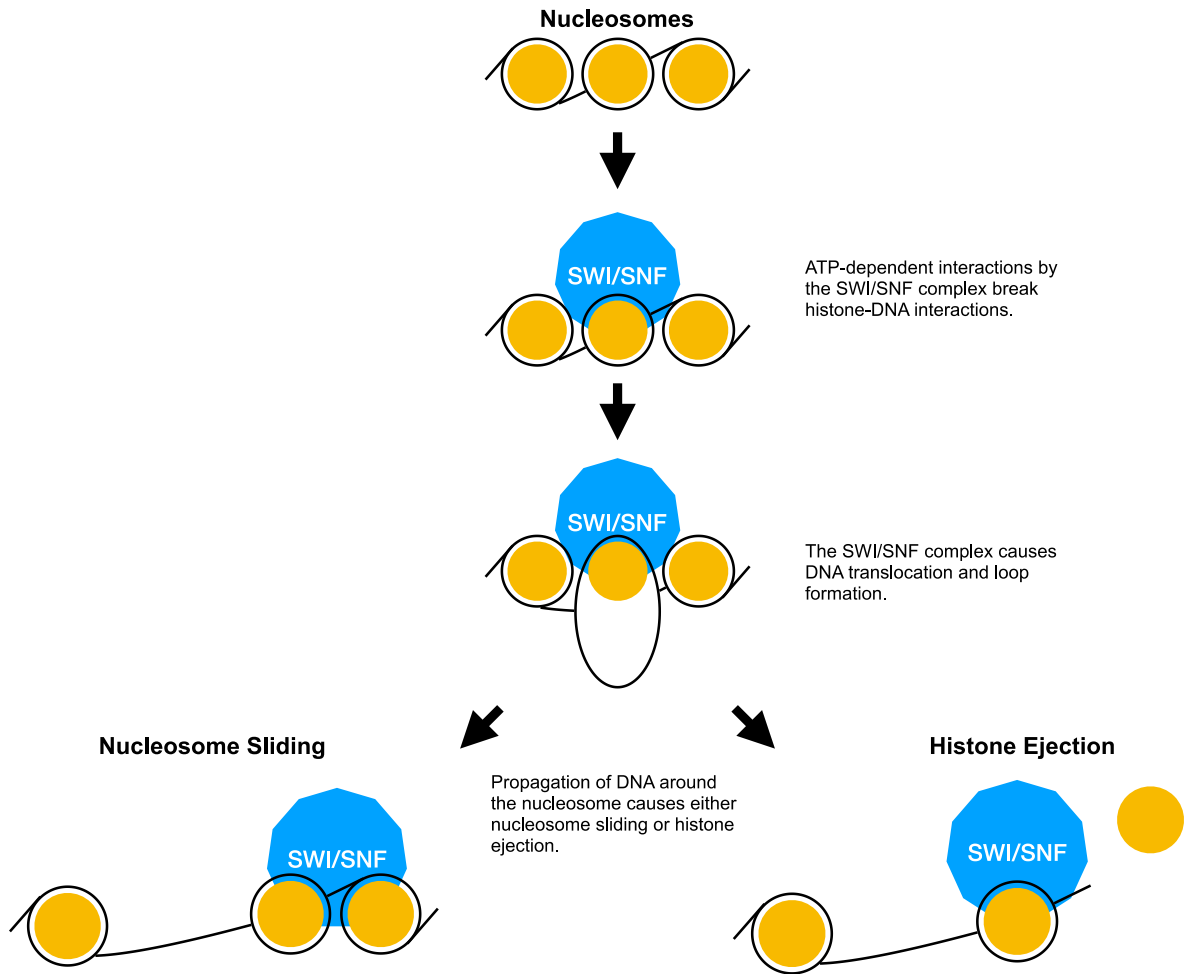 Nucleosomes
SWI/SNF
ATP-dependent interactions by
the SWI/SNF complex break
histone-DNA interactions.
SWI/SNF
The SWI/SNF complex causes
DNA translocation and loop
formation.
Nucleosome Sliding
Histone Ejection
Propagation of DNA around
the nucleosome causes either
nucleosome sliding or histone
ejection.
SWI/SNF
SWI/SNF